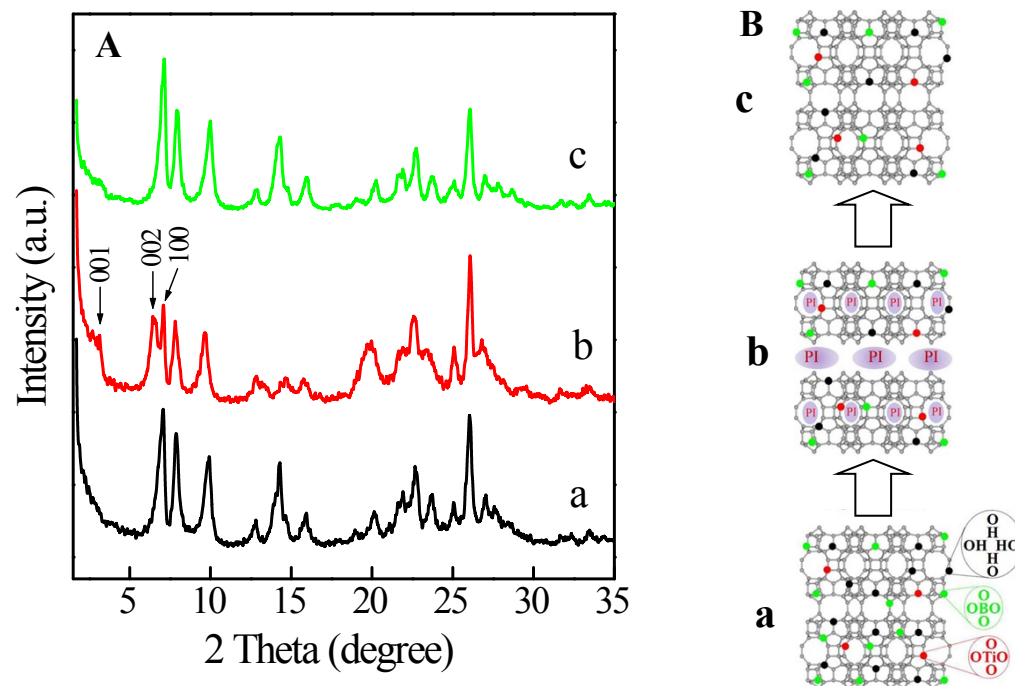 A
Intensity (a.u.)
c
001
002
100
b
a
5 10 15 20 25 30 35
2 Theta (degree)
B
c
b
PI PI PI PI
PI PI PI
PI PI PI PI
a
O
H
OH HO
H
O
O
OBO
O
O
OTiO
O